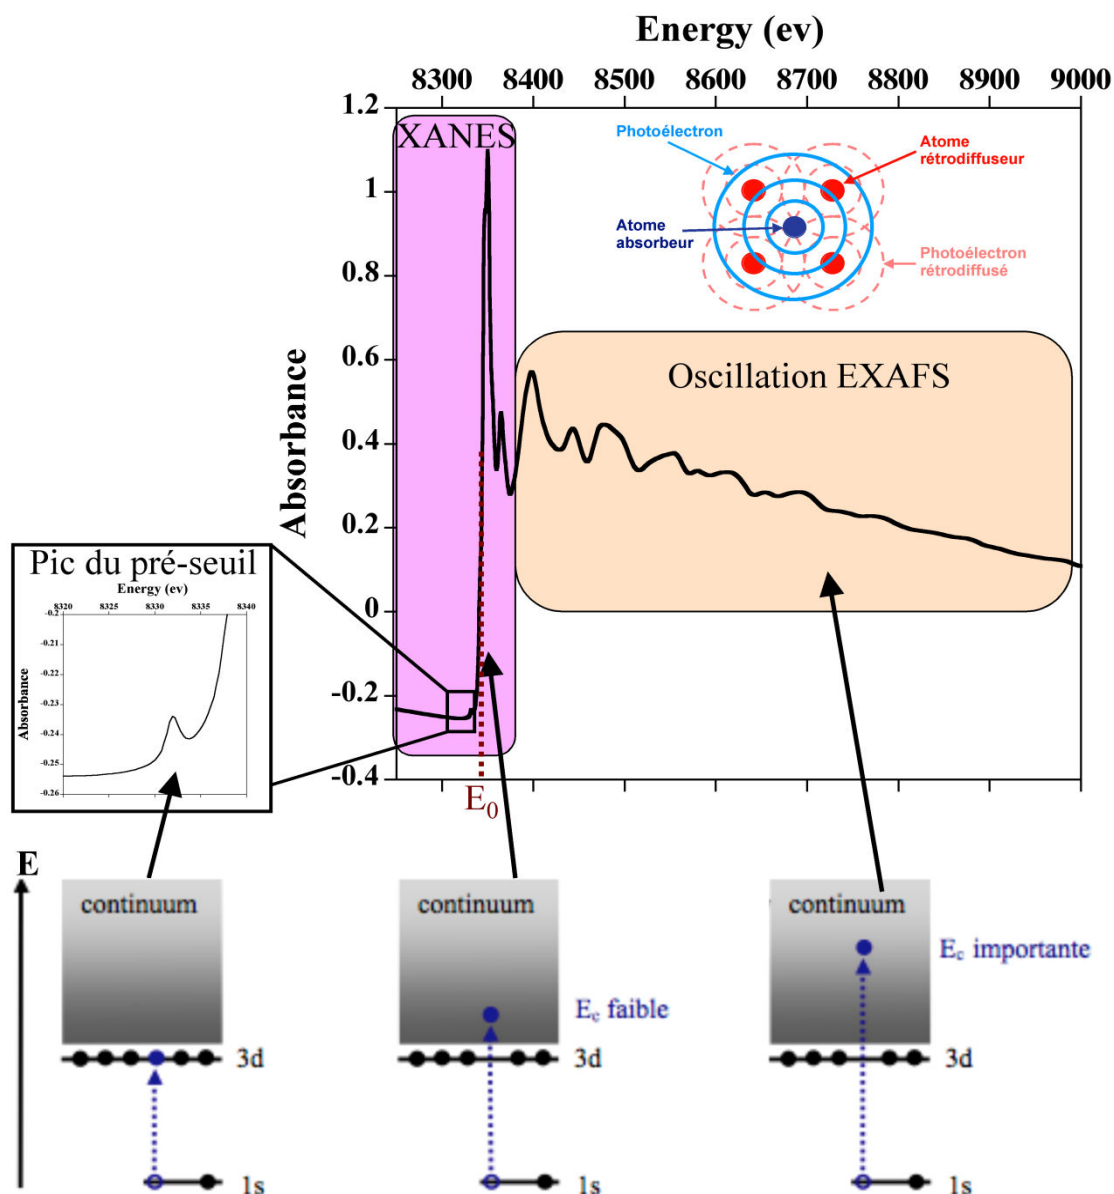 Energy (ev)
8300 8400 8500 8600 8700 8800 8900 9000
1.2
1
0.8
0.6
0.4
0.2
0
-0.2
-0.4
Absorbance
XANES
Photoélectron
Atome
rétrodiffuseur
Atome
absorbeur
Photoélectron
rétrodiffusé
Oscillation EXAFS
E₀
Pic du pré-seuil
Energy (ev)
8320 8325 8330 8335 8340
-0.2
-0.21
-0.22
-0.23
-0.24
-0.25
-0.26
Absorbance
E
continuum
3d
1s
continuum
E꜀ faible
3d
1s
continuum
E꜀ importante
3d
1s